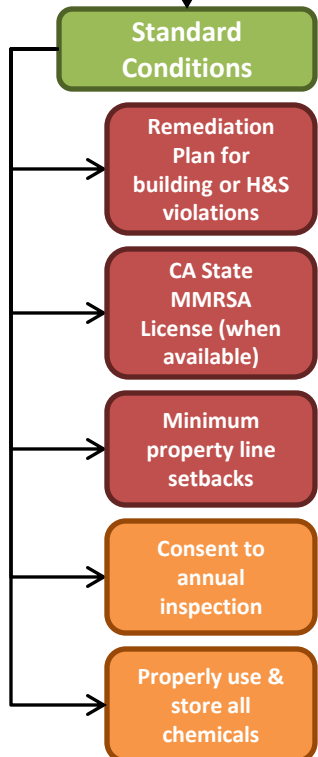 Standard
Conditions
Remediation
Plan for
building or H&S
violations
CA State
MMRSA
License (when
available)
Minimum
property line
setbacks
Consent to
annual
inspection
Properly use &
store all
chemicals